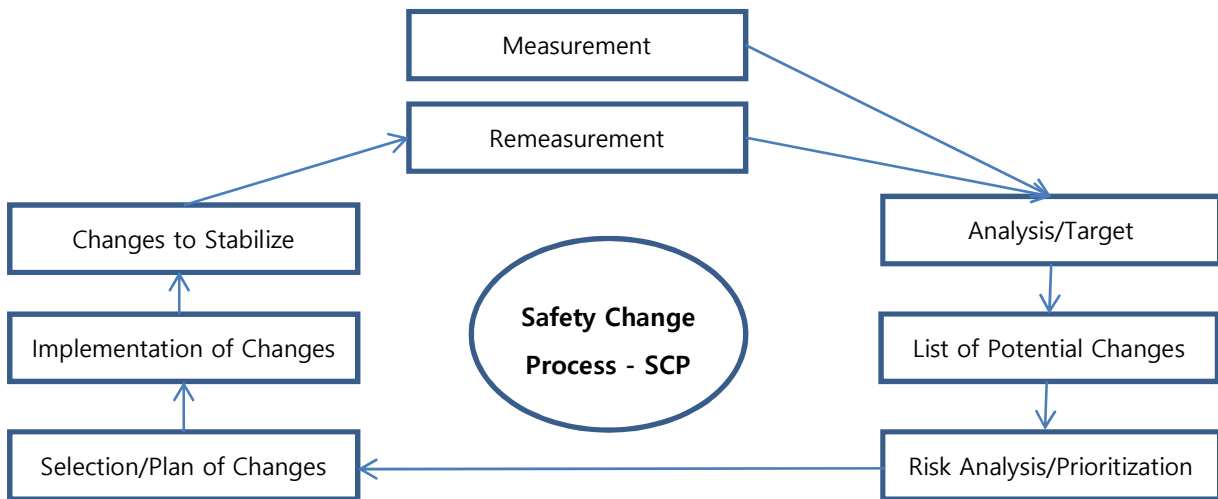 Measurement
Remeasurement
Changes to Stabilize
Analysis/Target
Safety Change
Process - SCP
Implementation of Changes
List of Potential Changes
Selection/Plan of Changes
Risk Analysis/Prioritization